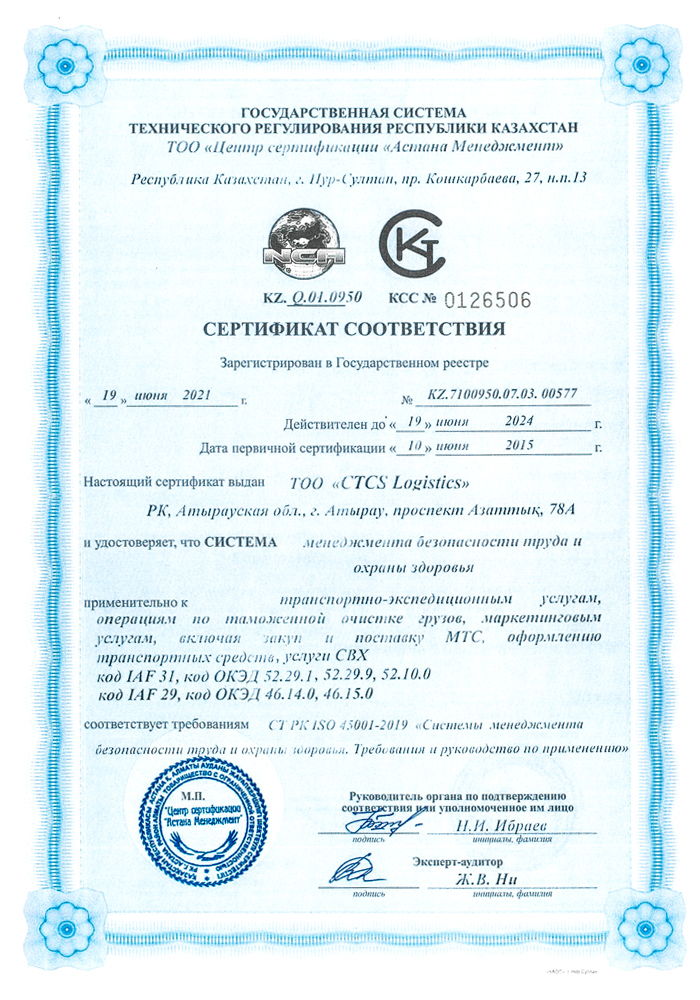 ГОСУДАРСТВЕННАЯ СИСТЕМА
ТЕХНИЧЕСКОГО РЕГУЛИРОВАНИЯ РЕСПУБЛИКИ КАЗАХСТАН
ТОО «Центр сертификации «Астана Менеджмент»
Республика Казахстан, г. Нур-Султан, пр. Кошкарбаева, 27, н.п.13
KZ. Q.01.0950 КСС № 0126506
СЕРТИФИКАТ СООТВЕТСТВИЯ
Зарегистрирован в Государственном реестре
« 19 » июня 2021 г. № KZ.7100950.07.03. 00577
Действителен до « 19 » июня 2024 г.
Дата первичной сертификации « 10 » июня 2015 г.
Настоящий сертификат выдан ТОО «CTCS Logistics»
РК, Атырауская обл., г. Атырау, проспект Азаттық, 78А
и удостоверяет, что СИСТЕМА менеджмента безопасности труда и
охраны здоровья
применительно к транспортно-экспедиционным услугам,
операциям по таможенной очистке грузов, маркетинговым
услугам, включая закуп и поставку МТС, оформлению
транспортных средств, услуги СВХ
код IAF 31, код ОКЭД 52.29.1, 52.29.9, 52.10.0
код IAF 29, код ОКЭД 46.14.0, 46.15.0
соответствует требованиям СТ РК ISO 45001-2019 «Системы менеджмента
безопасности труда и охраны здоровья. Требования и руководство по применению»
М.П.
"Центр сертификации
"Астана Менеджмент"
Руководитель органа по подтверждению
соответствия или уполномоченное им лицо
Н.И. Ибраев
подпись инициалы, фамилия
Эксперт-аудитор
Ж.В. Ни
подпись инициалы, фамилия